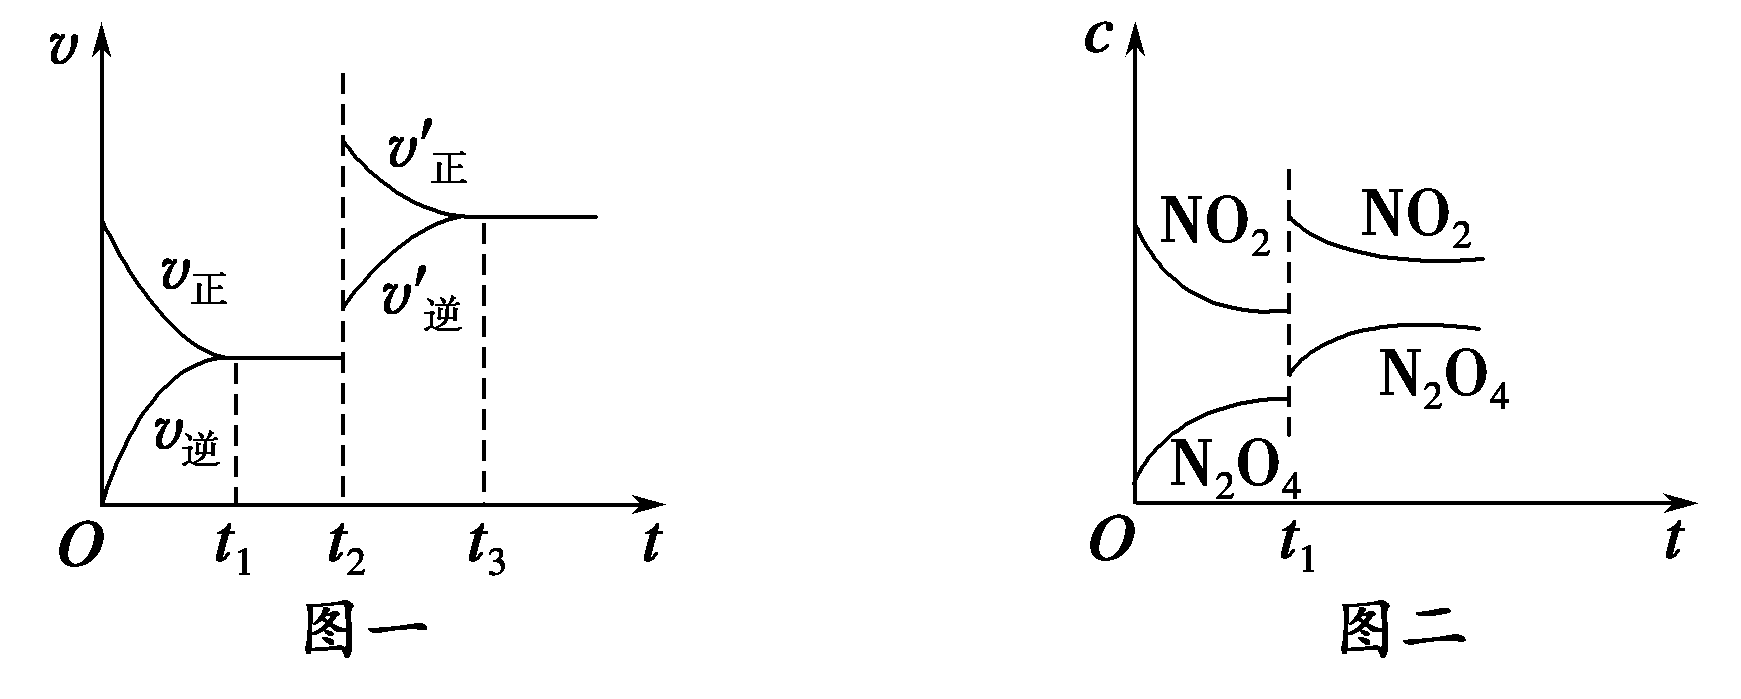 v
v′正
v′逆
v正
v逆
O t₁ t₂ t₃ t
图一
c
NO₂ NO₂
N₂O₄ N₂O₄
O t₁ t
图二